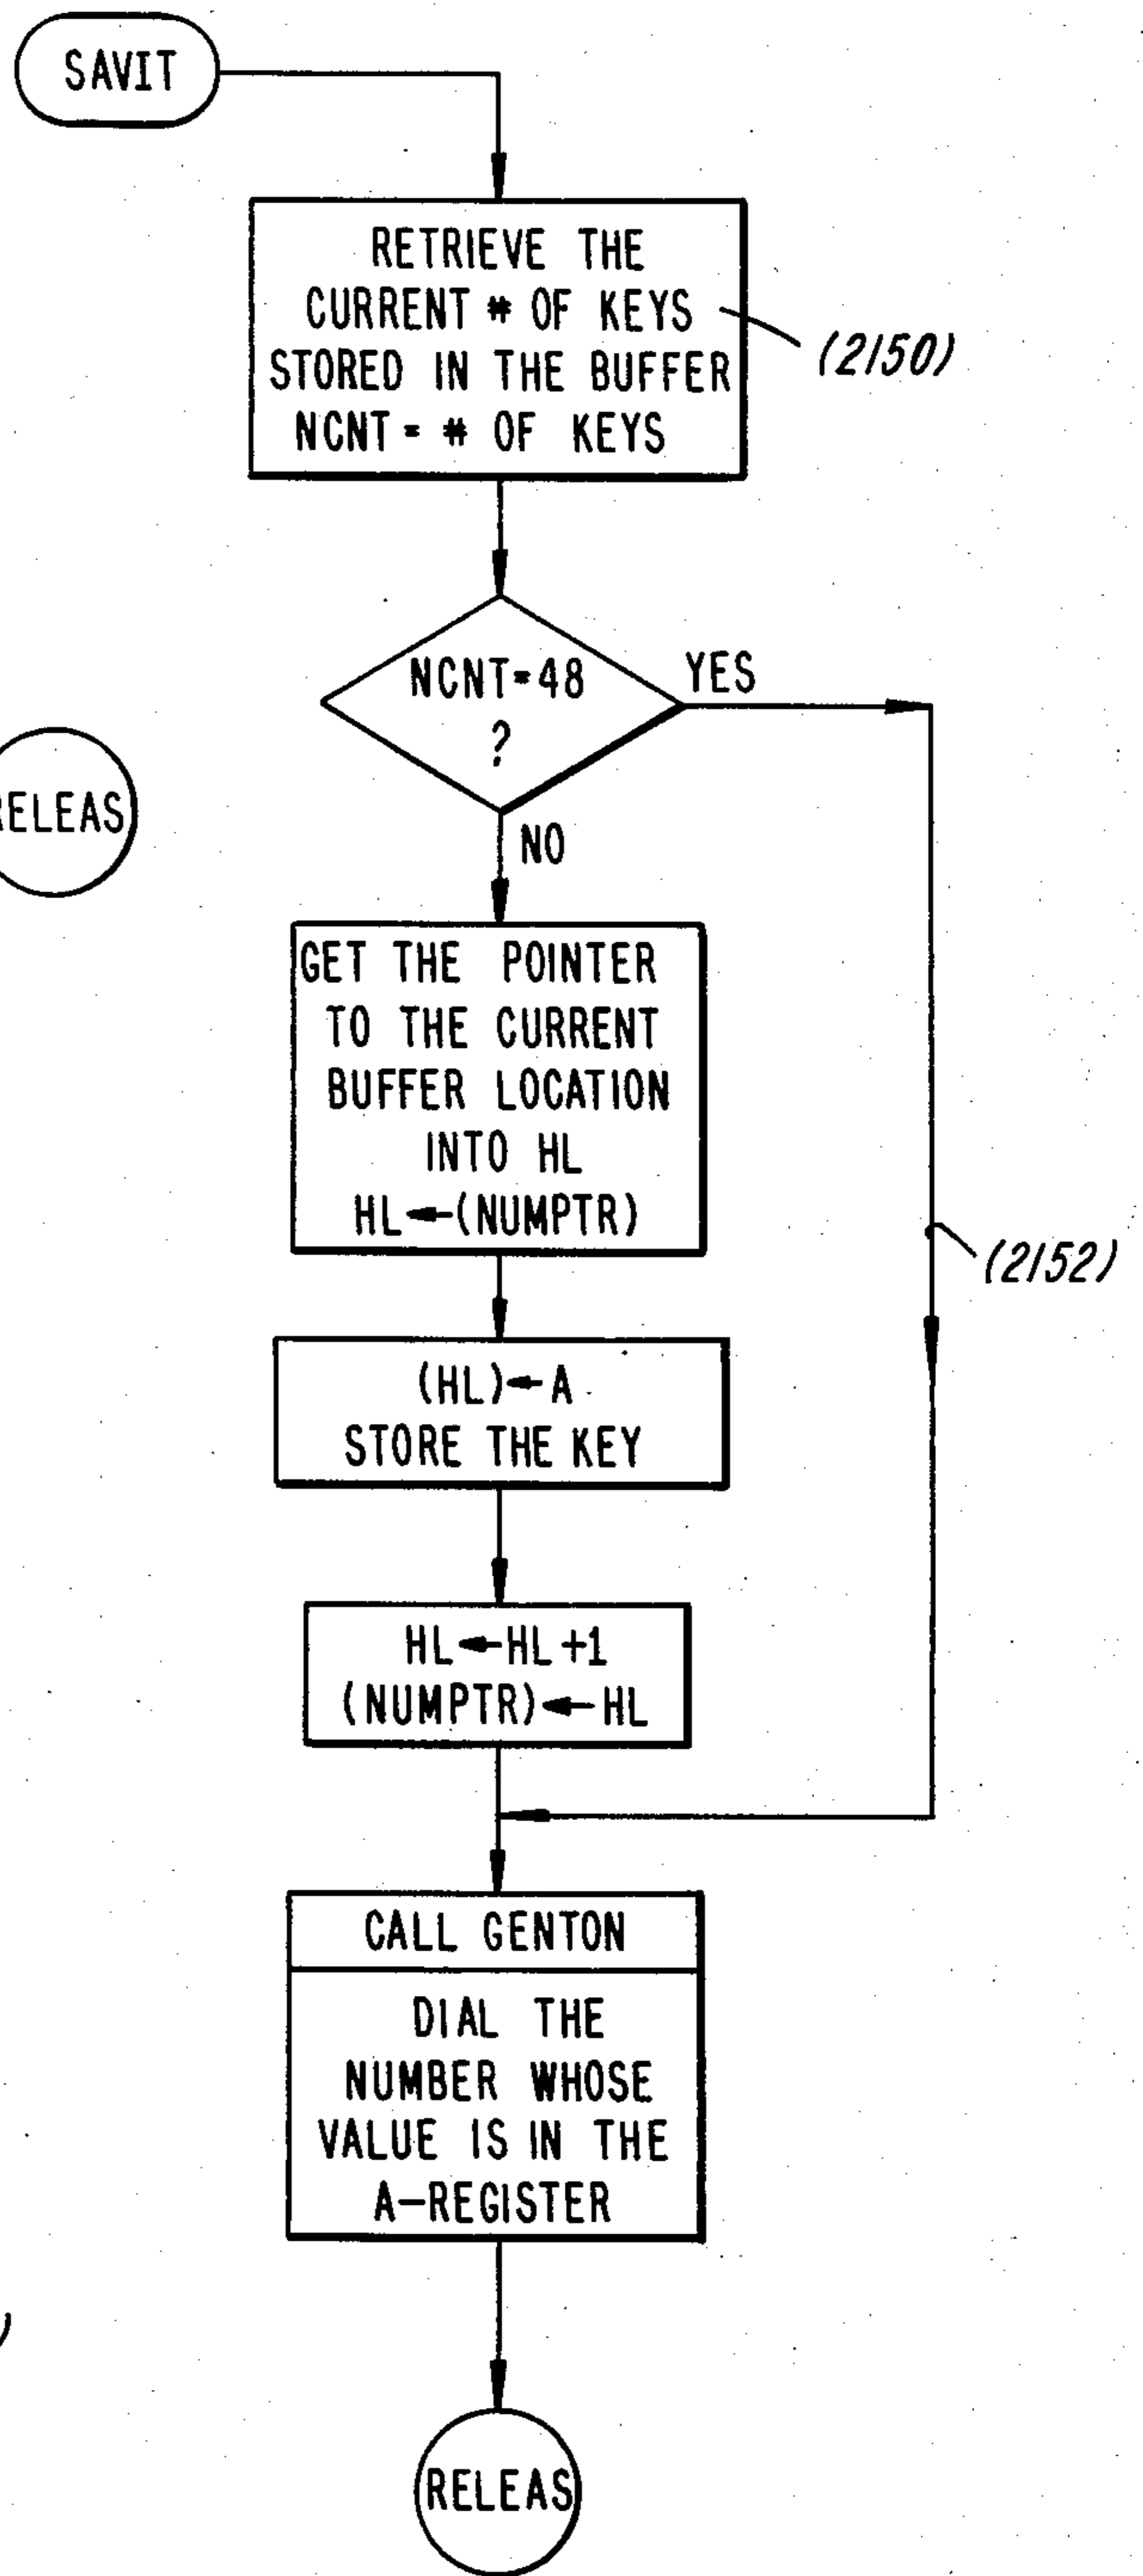 SAVIT
RETRIEVE THE
CURRENT # OF KEYS
STORED IN THE BUFFER
NCNT = # OF KEYS
(2150)
NCNT=48
?
YES
NO
RELEAS
GET THE POINTER
TO THE CURRENT
BUFFER LOCATION
INTO HL
HL←(NUMPTR)
(2152)
(HL)←A
STORE THE KEY
HL←HL+1
(NUMPTR)←HL
CALL GENTON
DIAL THE
NUMBER WHOSE
VALUE IS IN THE
A-REGISTER
RELEAS